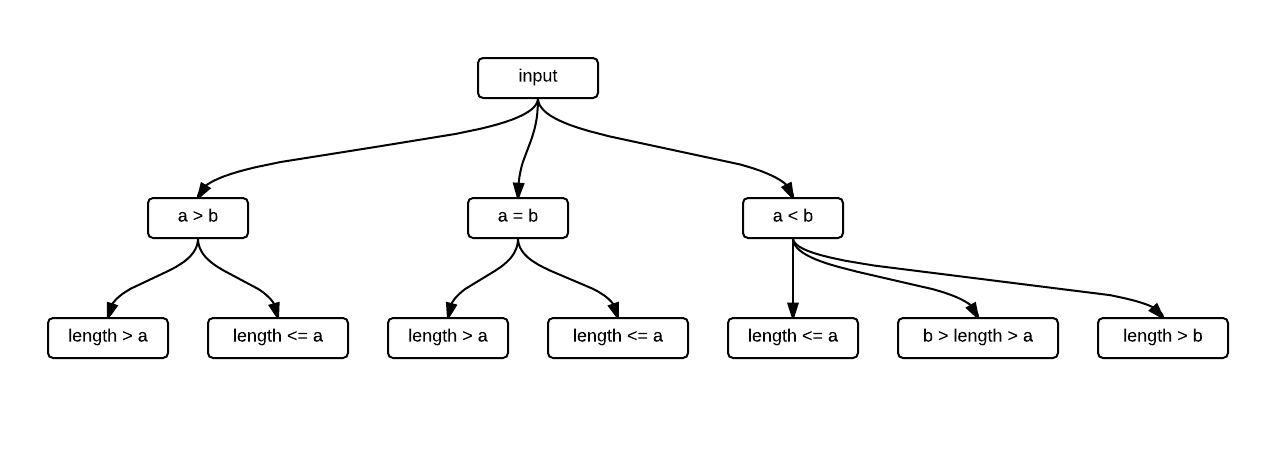 input
a > b
a = b
a < b
length > a
length <= a
length > a
length <= a
length <= a
b > length > a
length > b